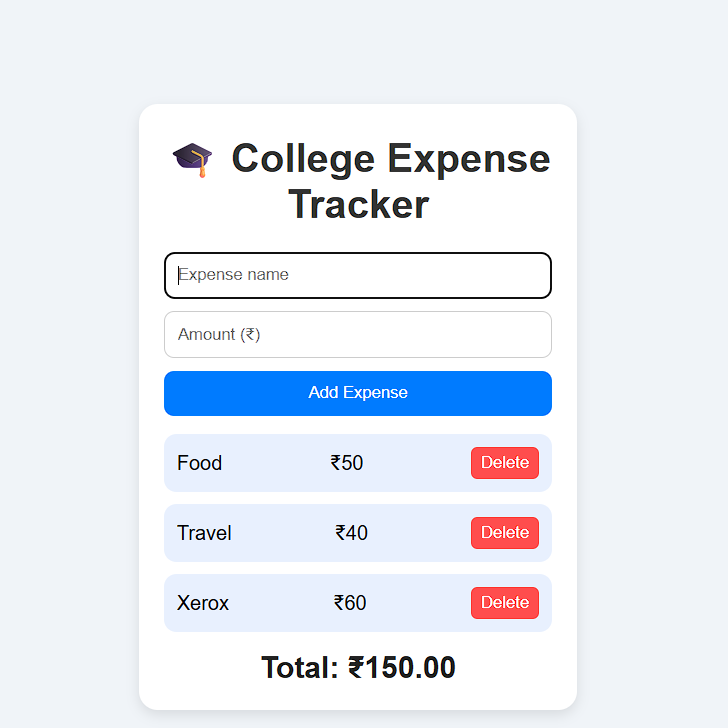 🎓 College Expense
Tracker
Expense name
Amount (₹)
Add Expense
Food ₹50 Delete
Travel ₹40 Delete
Xerox ₹60 Delete
Total: ₹150.00